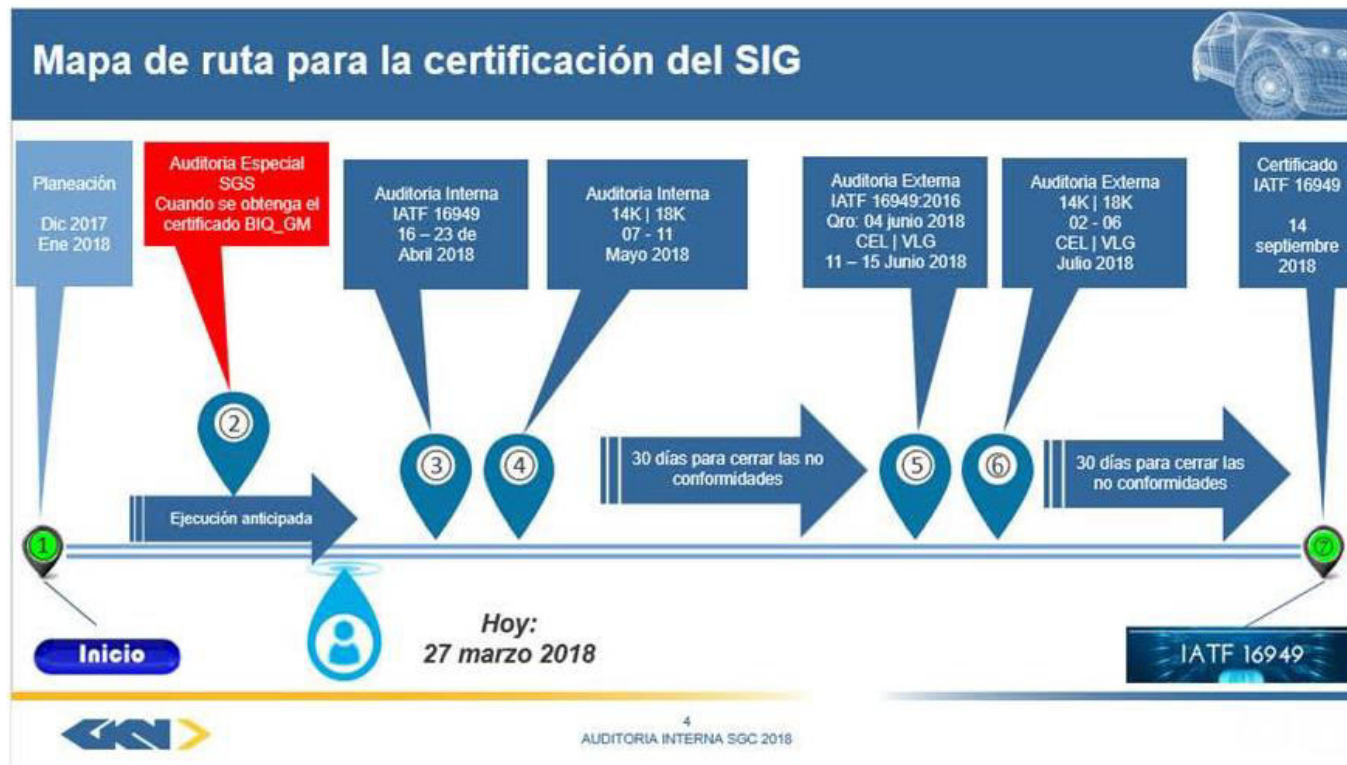 Mapa de ruta para la certificación del SIG
Planeación
Dic 2017
Ene 2018
Auditoria Especial
SGS
Cuando se obtenga el
certificado BIQ_GM
Auditoria Interna
IATF 16949
16 – 23 de
Abril 2018
Auditoria Interna
14K | 18K
07 - 11
Mayo 2018
Auditoria Externa
IATF 16949:2016
Qro: 04 junio 2018
CEL | VLG
11 – 15 Junio 2018
Auditoria Externa
14K | 18K
02 - 06
CEL | VLG
Julio 2018
Certificado
IATF 16949
14
septiembre
2018
1
2
Ejecución anticipada
3
4
30 días para cerrar las no
conformidades
5
6
30 días para cerrar las
no conformidades
7
Inicio
Hoy:
27 marzo 2018
IATF 16949
GKN
4
AUDITORIA INTERNA SGC 2018